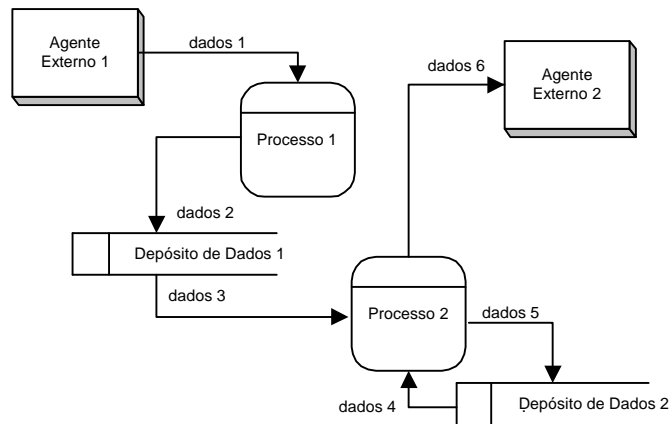 Agente
Externo 1
dados 1
dados 6
Agente
Externo 2
Processo 1
dados 2
Depósito de Dados 1
dados 3
Processo 2
dados 5
dados 4
Depósito de Dados 2